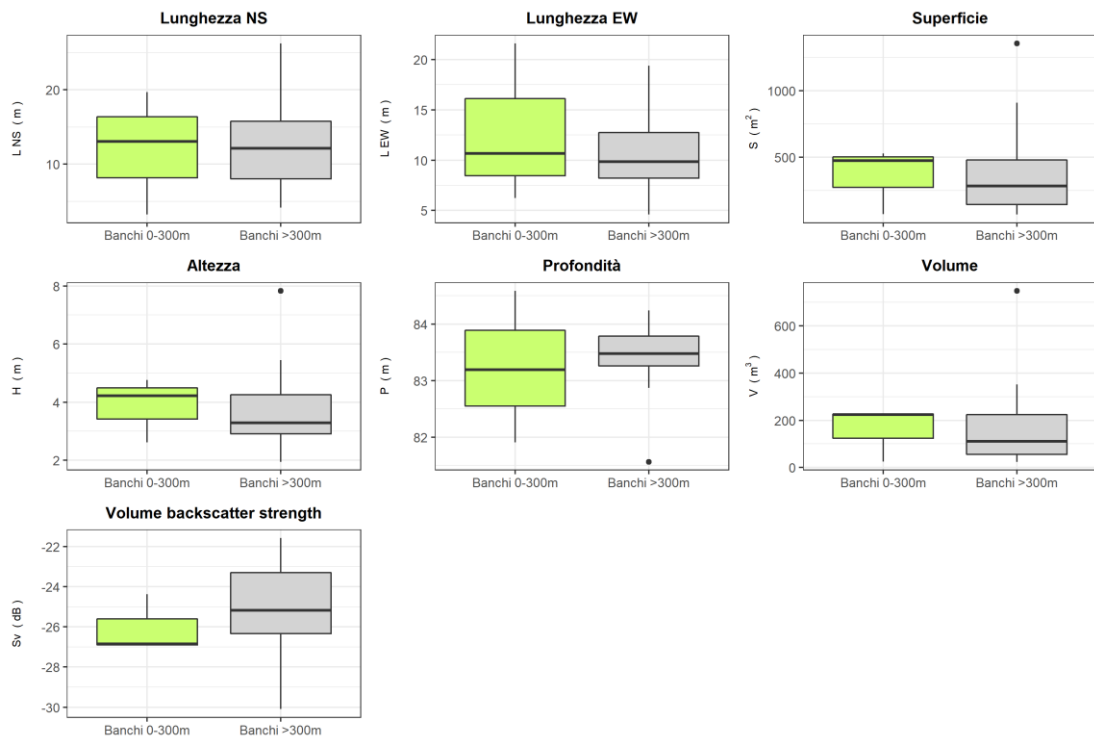 Lunghezza NS
L NS ( m )
20
10
Banchi 0-300m
Banchi >300m
Lunghezza EW
L EW ( m )
20
15
10
5
Banchi 0-300m
Banchi >300m
Superficie
S ( m² )
1000
500
Banchi 0-300m
Banchi >300m
Altezza
H ( m )
8
6
4
2
Banchi 0-300m
Banchi >300m
Profondità
P ( m )
84
83
82
Banchi 0-300m
Banchi >300m
Volume
V ( m³ )
600
400
200
0
Banchi 0-300m
Banchi >300m
Volume backscatter strength
Sv ( dB )
-22
-24
-26
-28
-30
Banchi 0-300m
Banchi >300m